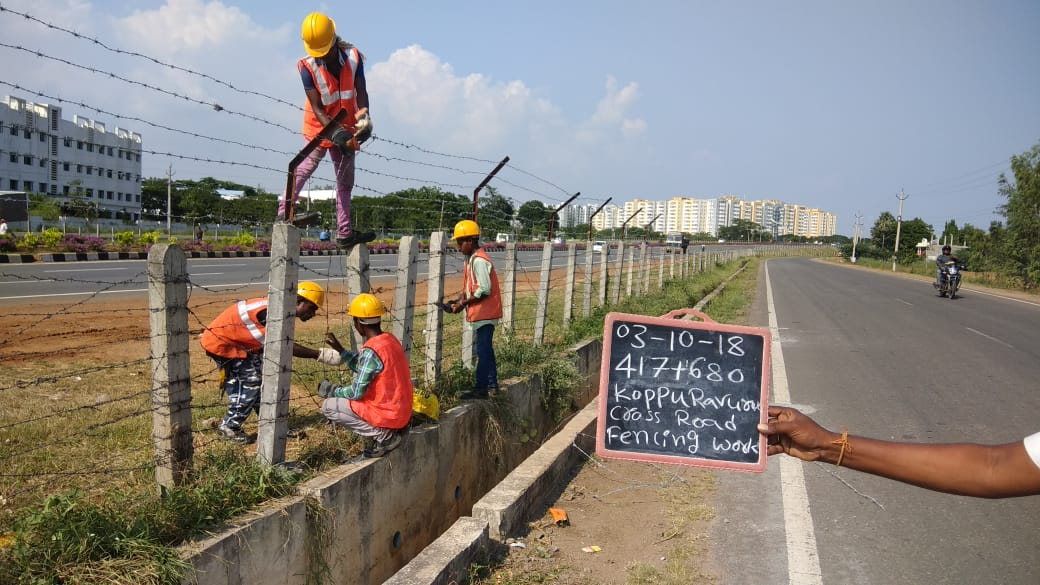 03-10-18
417+680
KoppuRavuru
Cross Road
Fencing work